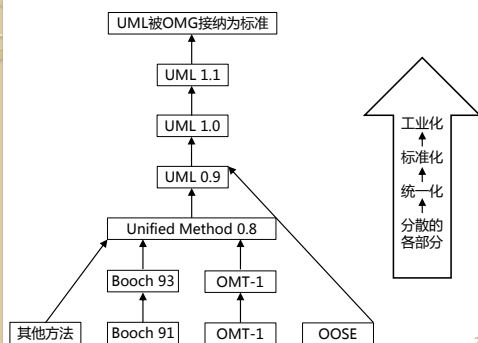 UML被OMG接纳为标准
UML 1.1
UML 1.0
UML 0.9
Unified Method 0.8
Booch 93
OMT-1
其他方法
Booch 91
OMT-1
OOSE
工业化
标准化
统一化
分散的
各部分